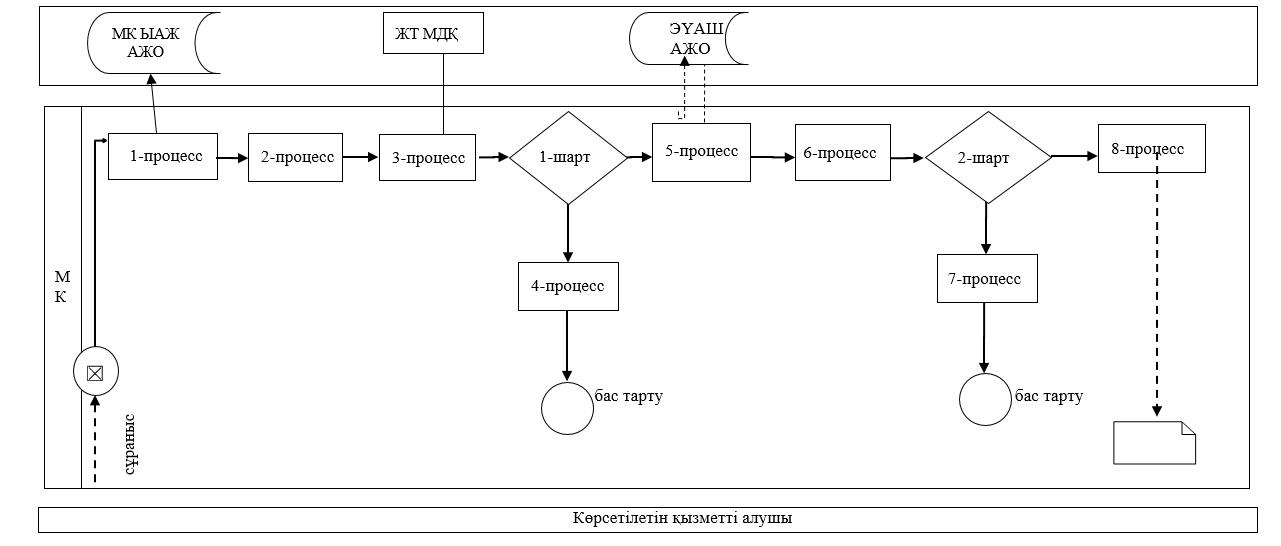 МК ЫАЖ
АЖО
ЖТ МДҚ
ЭҮАШ
АЖО
1-процесс
2-процесс
3-процесс
1-шарт
5-процесс
6-процесс
2-шарт
8-процесс
М
К
4-процесс
7-процесс
бас тарту
бас тарту
сұраныс
Көрсетілетін қызметті алушы